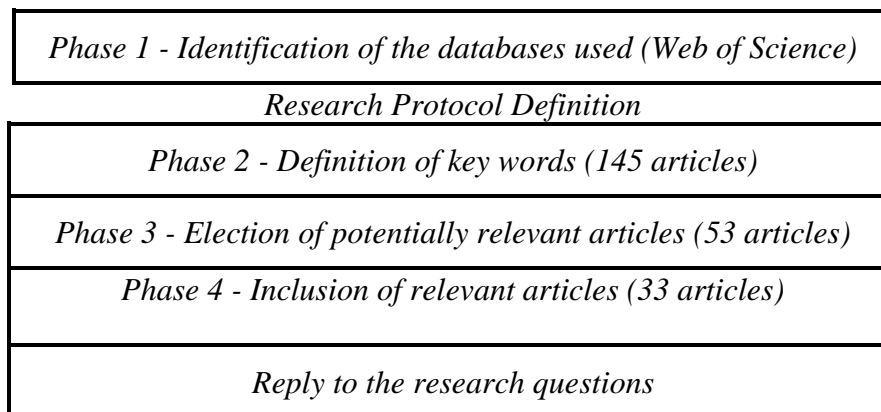 Phase 1 - Identification of the databases used (Web of Science)
Research Protocol Definition
Phase 2 - Definition of key words (145 articles)
Phase 3 - Election of potentially relevant articles (53 articles)
Phase 4 - Inclusion of relevant articles (33 articles)
Reply to the research questions